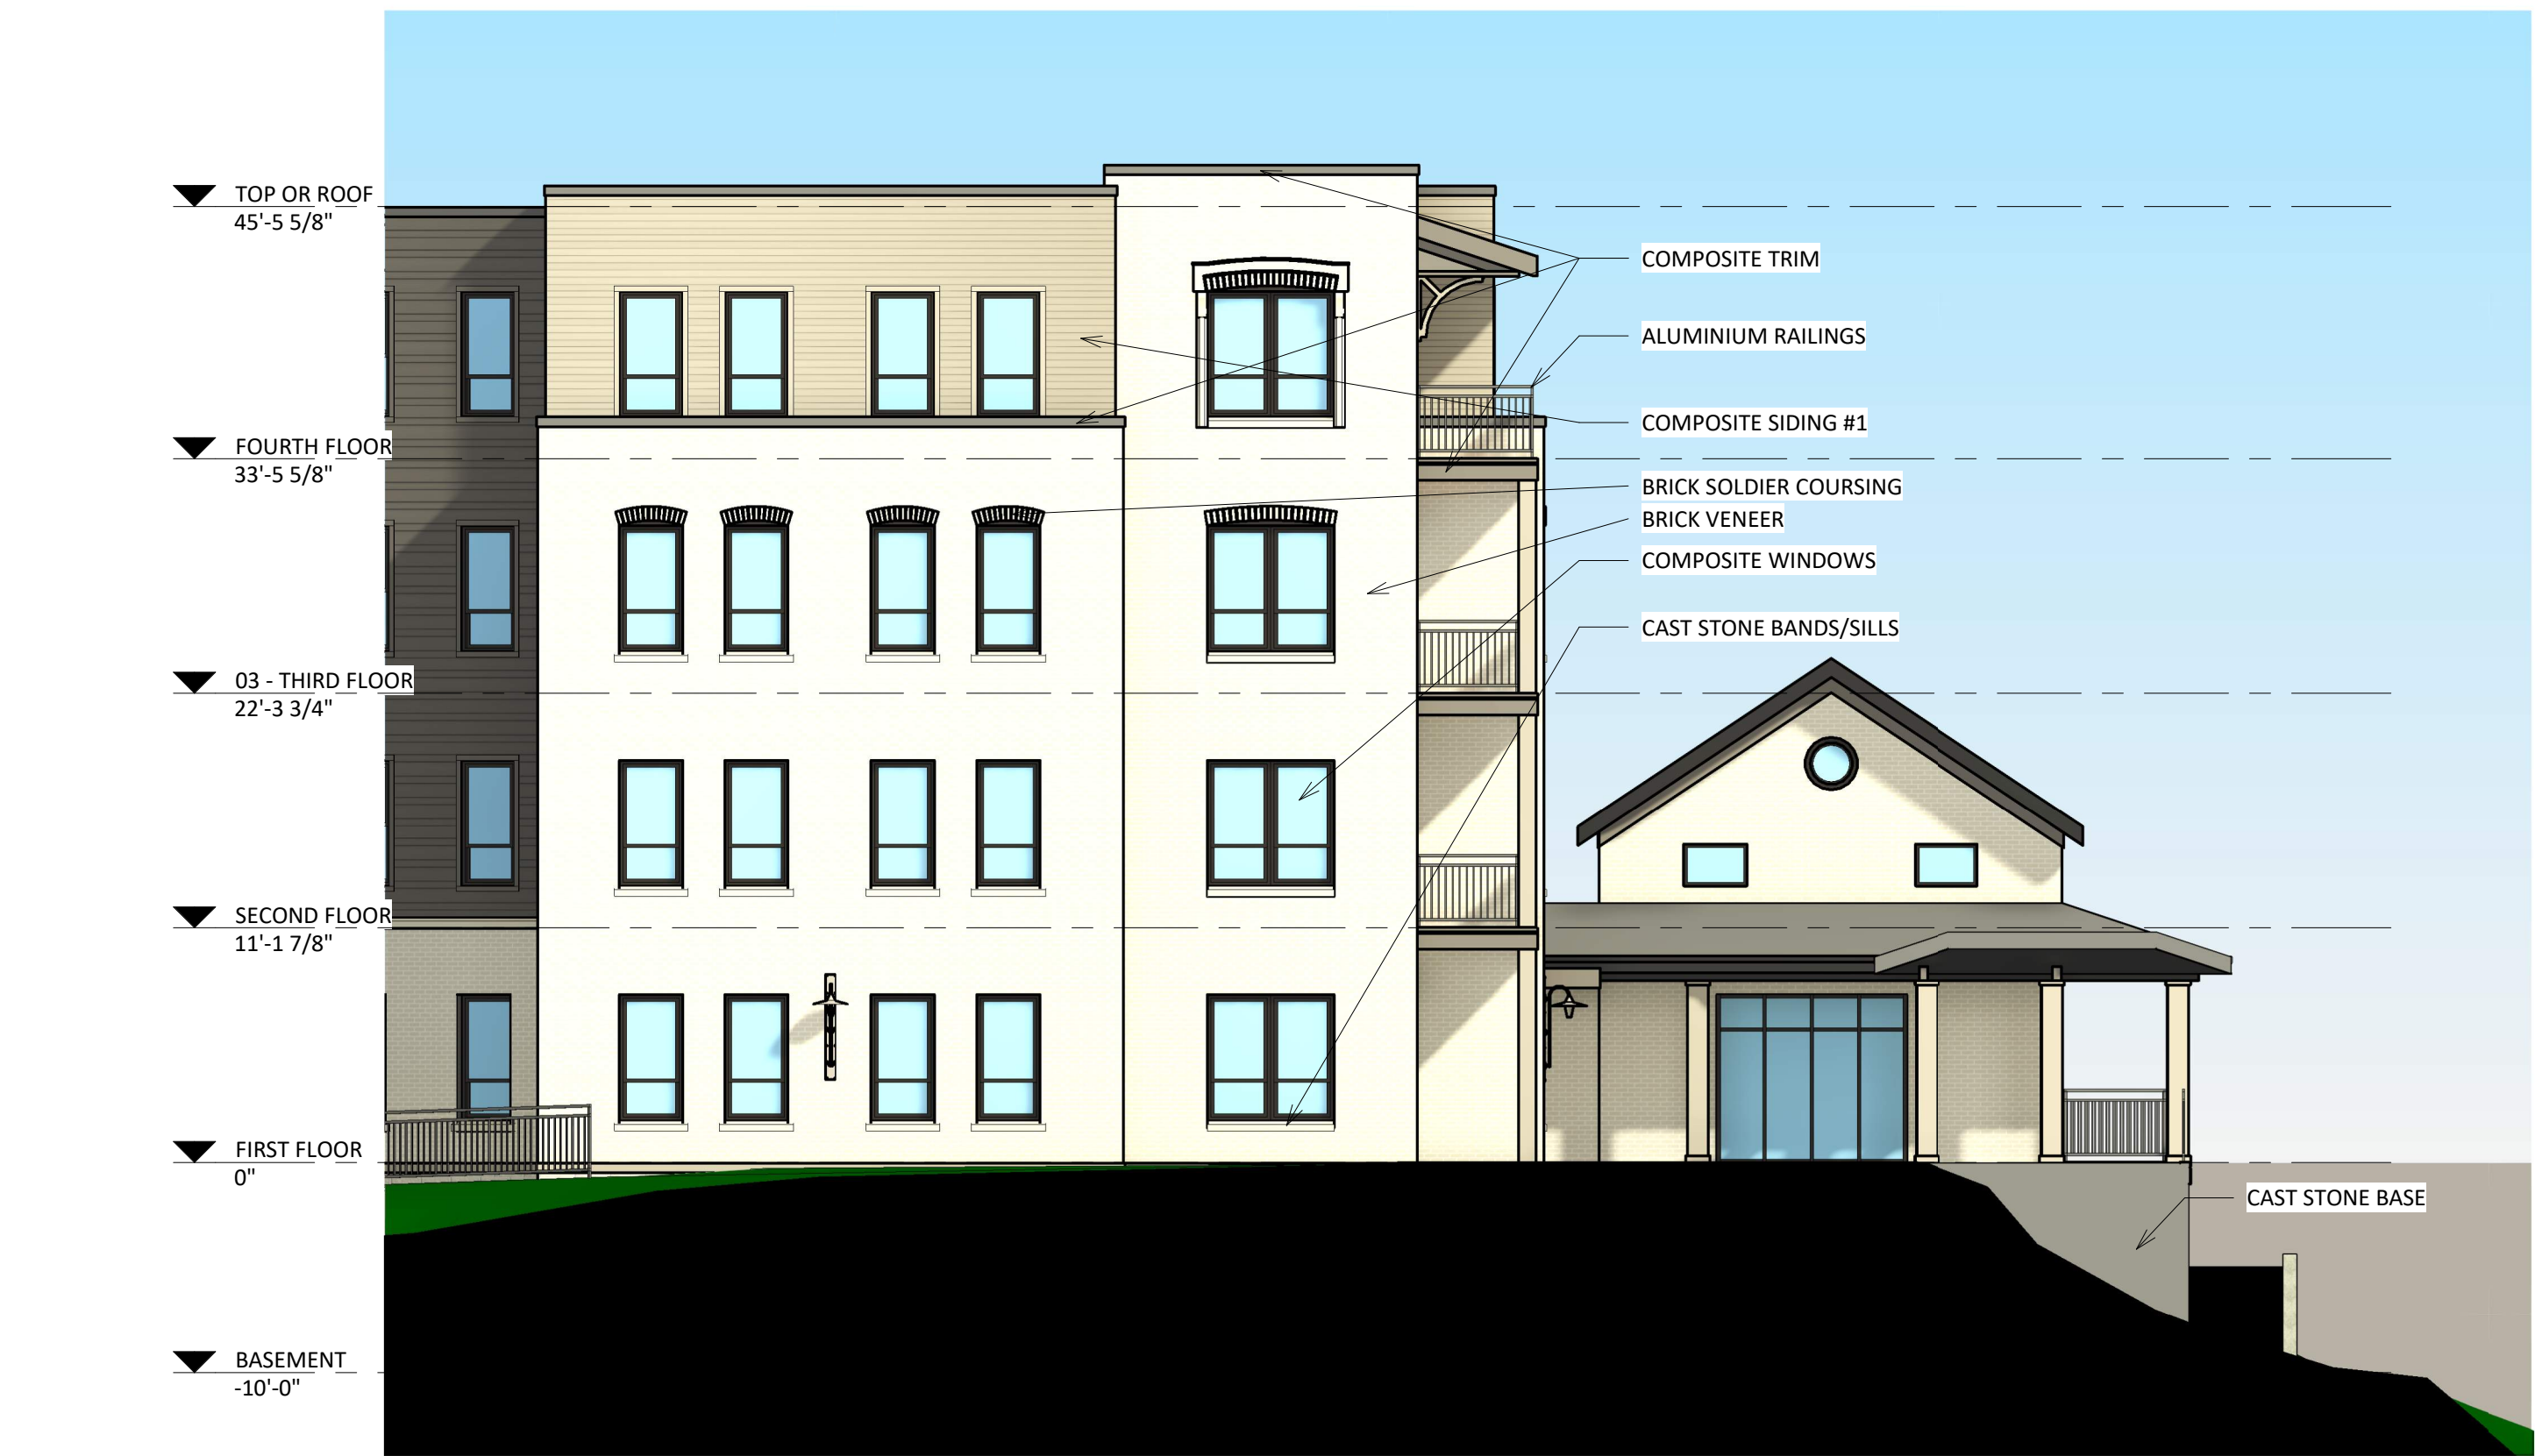 TOP OR ROOF
45'-5 5/8"
COMPOSITE TRIM
ALUMINIUM RAILINGS
COMPOSITE SIDING #1
FOURTH FLOOR
33'-5 5/8"
BRICK SOLDIER COURSING
BRICK VENEER
COMPOSITE WINDOWS
CAST STONE BANDS/SILLS
03 - THIRD FLOOR
22'-3 3/4"
SECOND FLOOR
11'-1 7/8"
FIRST FLOOR
0"
CAST STONE BASE
BASEMENT
-10'-0"